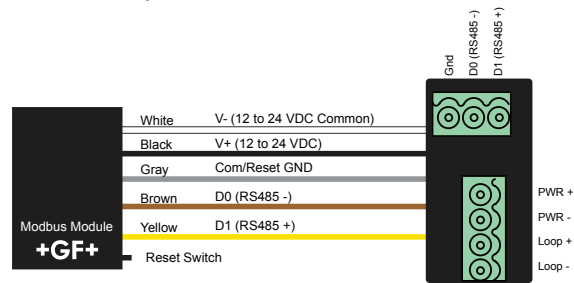 Gnd
D0 (RS485 -)
D1 (RS485 +)
White V- (12 to 24 VDC Common)
Black V+ (12 to 24 VDC)
Gray Com/Reset GND
Brown D0 (RS485 -)
Yellow D1 (RS485 +)
Reset Switch
Modbus Module
+GF+
PWR +
PWR -
Loop +
Loop -